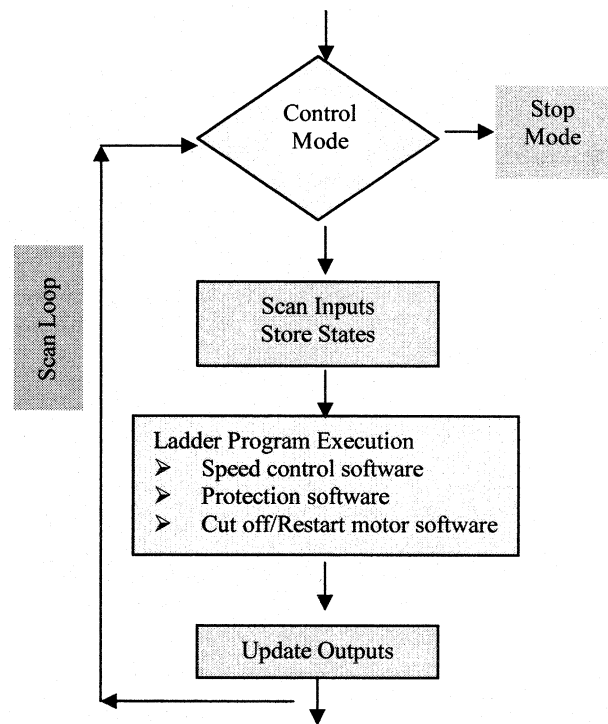 Control
Mode
Stop
Mode
Scan Loop
Scan Inputs
Store States
Ladder Program Execution
➢ Speed control software
➢ Protection software
➢ Cut off/Restart motor software
Update Outputs